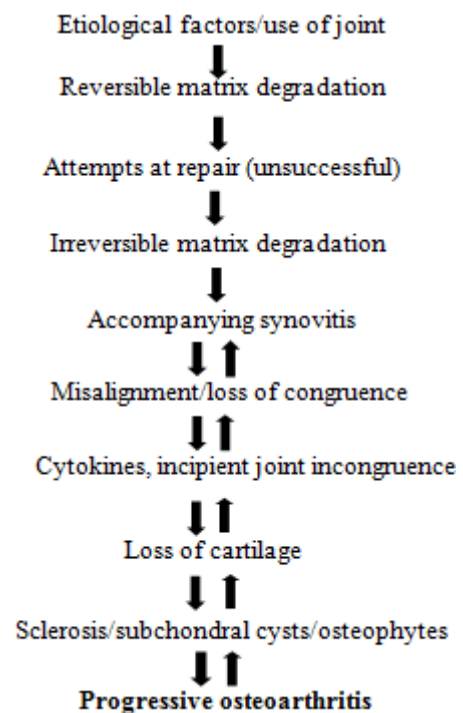 Etiological factors/use of joint
Reversible matrix degradation
Attempts at repair (unsuccessful)
Irreversible matrix degradation
Accompanying synovitis
Misalignment/loss of congruence
Cytokines, incipient joint incongruence
Loss of cartilage
Sclerosis/subchondral cysts/osteophytes
Progressive osteoarthritis